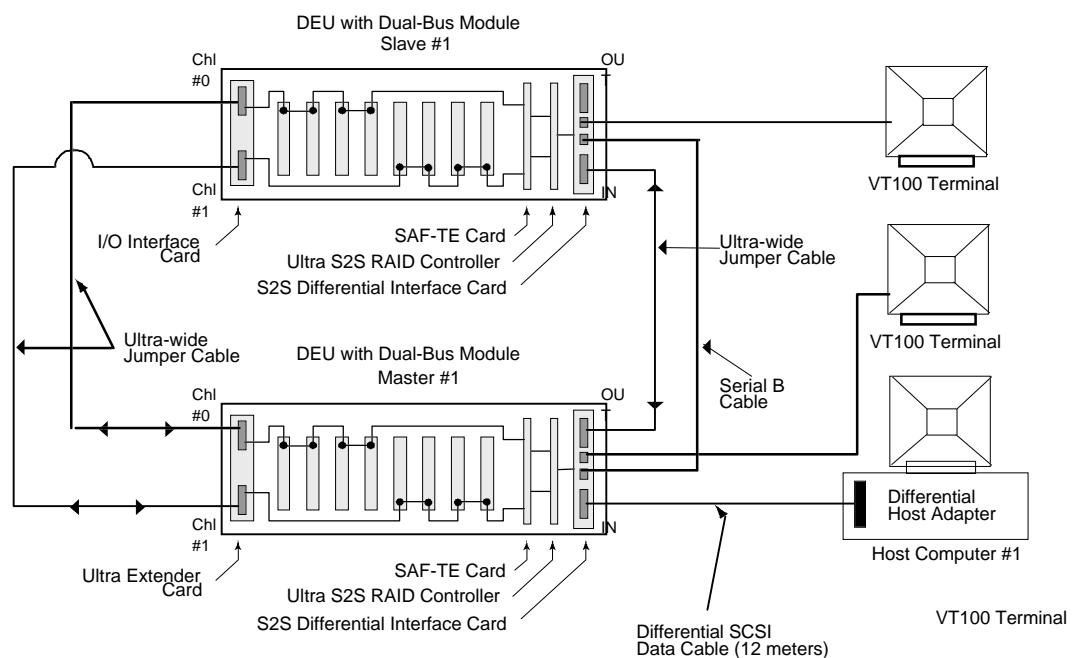 DEU with Dual-Bus Module
Slave #1
Chl
#0
OU
T
Chl
#1
IN
VT100 Terminal
I/O Interface
Card
SAF-TE Card
Ultra S2S RAID Controller
S2S Differential Interface Card
Ultra-wide
Jumper Cable
Ultra-wide
Jumper Cable
VT100 Terminal
DEU with Dual-Bus Module
Master #1
Chl
#0
OU
T
Serial B
Cable
Differential
Host Adapter
Chl
#1
IN
Host Computer #1
Ultra Extender
Card
SAF-TE Card
Ultra S2S RAID Controller
S2S Differential Interface Card
VT100 Terminal
Differential SCSI
Data Cable (12 meters)